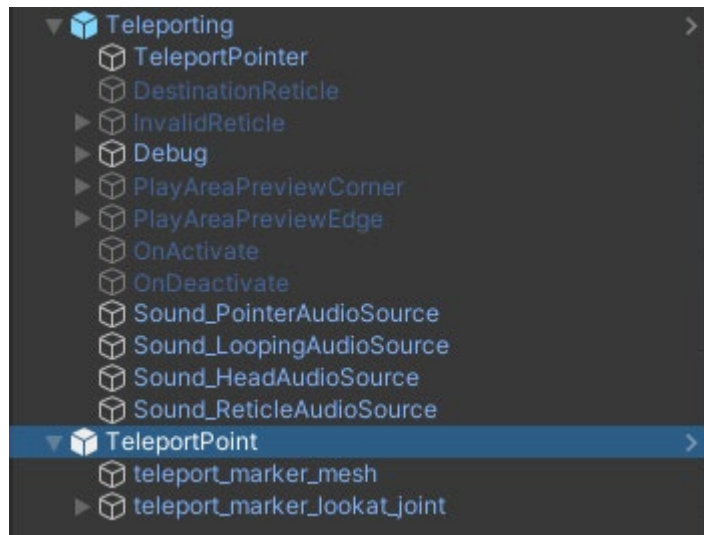 Teleporting
TeleportPointer
DestinationReticle
InvalidReticle
Debug
PlayAreaPreviewCorner
PlayAreaPreviewEdge
OnActivate
OnDeactivate
Sound_PointerAudioSource
Sound_LoopingAudioSource
Sound_HeadAudioSource
Sound_ReticleAudioSource
TeleportPoint
teleport_marker_mesh
teleport_marker_lookat_joint